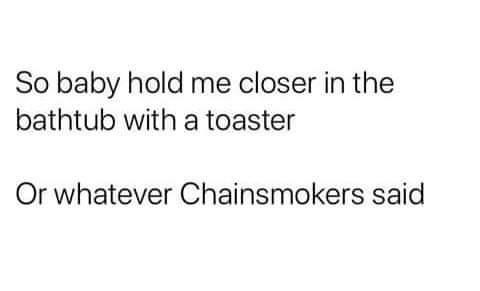 So baby hold me closer in the
bathtub with a toaster
Or whatever Chainsmokers said